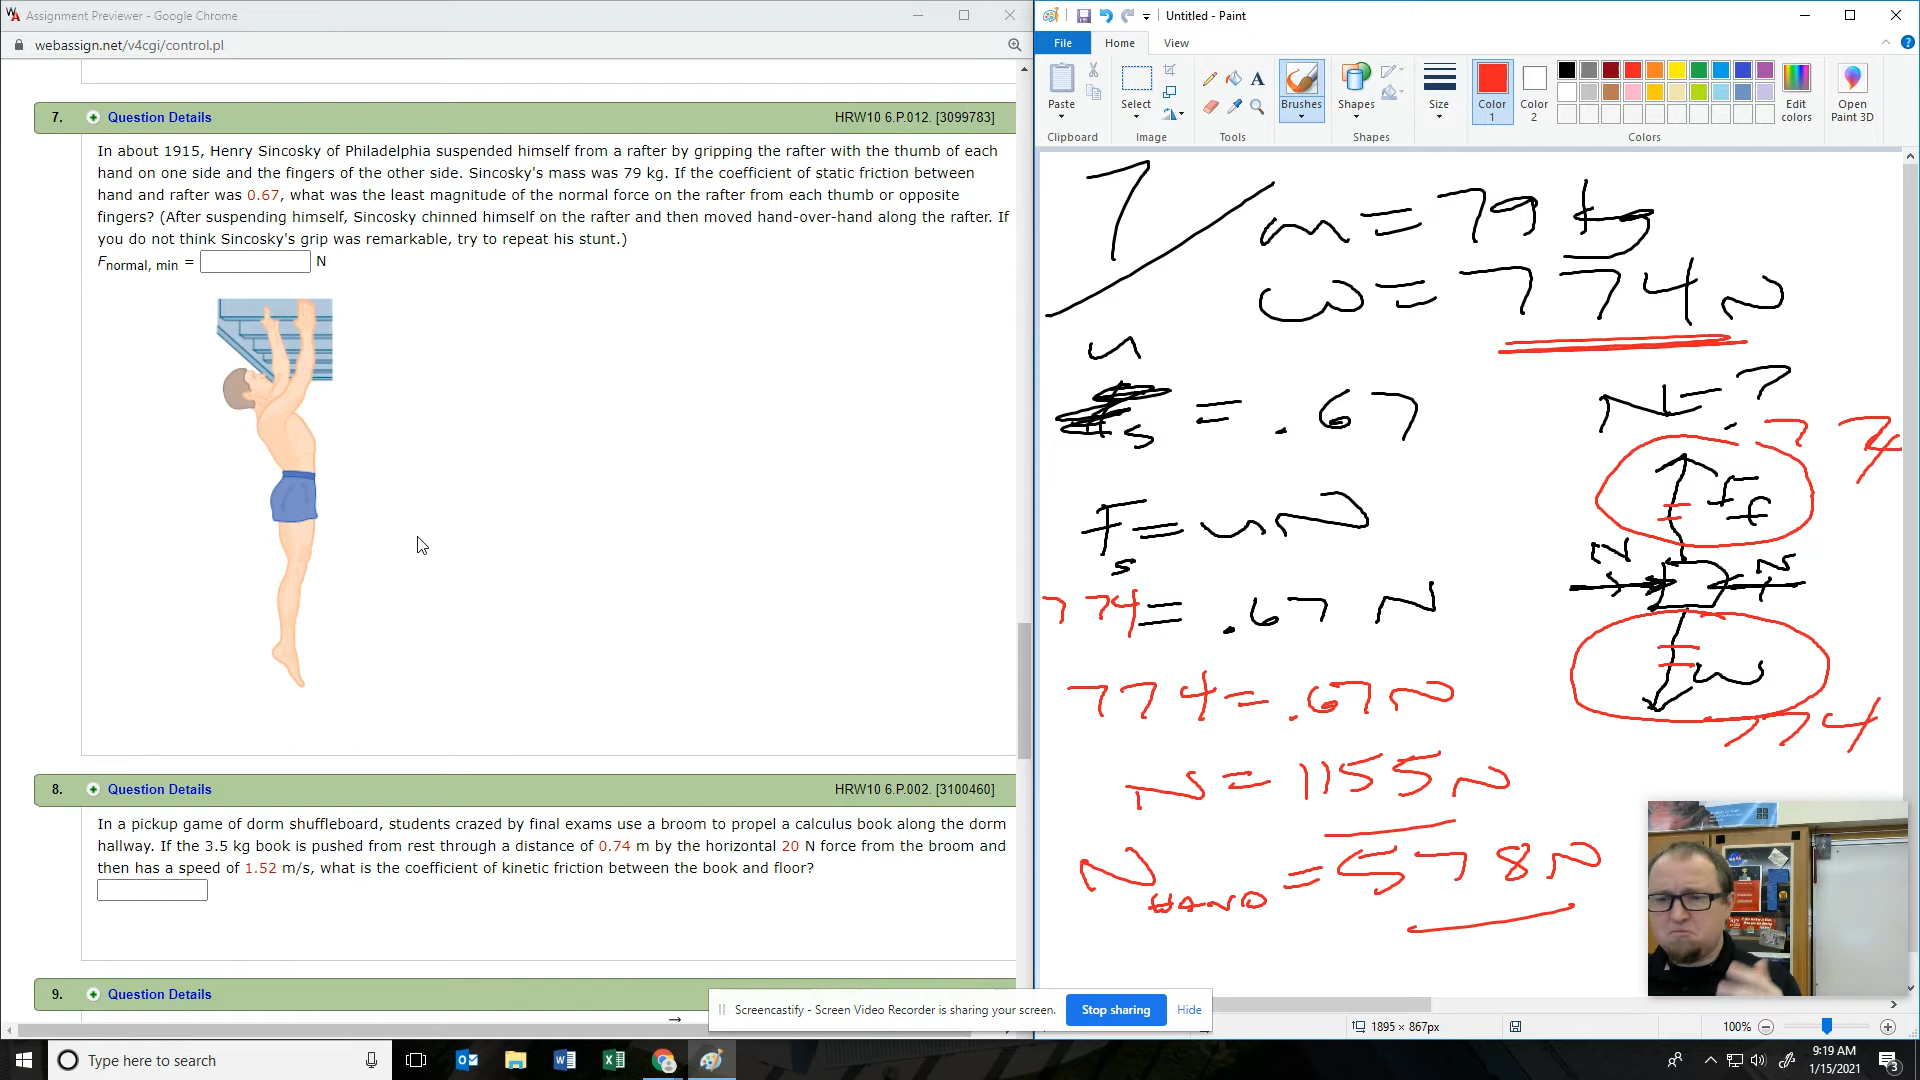 Assignment Previewer - Google Chrome
webassign.net/v4cgi/control.pl
7. Question Details HRW10 6.P.012. [3099783]
In about 1915, Henry Sincosky of Philadelphia suspended himself from a rafter by gripping the rafter with the thumb of each
hand on one side and the fingers of the other side. Sincosky's mass was 79 kg. If the coefficient of static friction between
hand and rafter was 0.67, what was the least magnitude of the normal force on the rafter from each thumb or opposite
fingers? (After suspending himself, Sincosky chinned himself on the rafter and then moved hand-over-hand along the rafter. If
you do not think Sincosky's grip was remarkable, try to repeat his stunt.)
Fnormal, min = N
8. Question Details HRW10 6.P.002. [3100460]
In a pickup game of dorm shuffleboard, students crazed by final exams use a broom to propel a calculus book along the dorm
hallway. If the 3.5 kg book is pushed from rest through a distance of 0.74 m by the horizontal 20 N force from the broom and
then has a speed of 1.52 m/s, what is the coefficient of kinetic friction between the book and floor?
9. Question Details
Untitled - Paint
File Home View
Paste Select Brushes Shapes Size Color 1 Color 2 Edit colors Open Paint 3D
Clipboard Image Tools Shapes Colors
7
m = 79 kg
w = 774 N
u
s = .67
N = ?
774
Ff
Fs = uN
N N
774 = .67 N
w
774 = .67 N
774
N = 1155 N
N HAND = 578 N
NASA
Screencastify - Screen Video Recorder is sharing your screen. Stop sharing Hide
1895 × 867px 100%
Type here to search
9:19 AM
1/15/2021
3